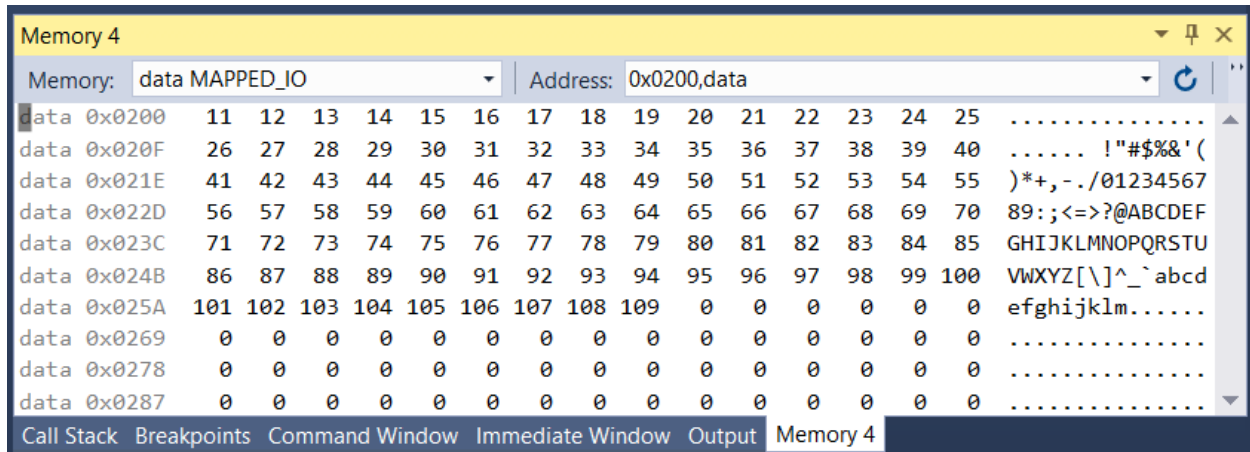 Memory 4
Memory: data MAPPED_IO Address: 0x0200,data
data 0x0200 11 12 13 14 15 16 17 18 19 20 21 22 23 24 25 ...............
data 0x020F 26 27 28 29 30 31 32 33 34 35 36 37 38 39 40 ...... !"#$%&'(
data 0x021E 41 42 43 44 45 46 47 48 49 50 51 52 53 54 55 )*+,-./01234567
data 0x022D 56 57 58 59 60 61 62 63 64 65 66 67 68 69 70 89:;<=>?@ABCDEF
data 0x023C 71 72 73 74 75 76 77 78 79 80 81 82 83 84 85 GHIJKLMNOPQRSTU
data 0x024B 86 87 88 89 90 91 92 93 94 95 96 97 98 99 100 VWXYZ[\]^_`abcd
data 0x025A 101 102 103 104 105 106 107 108 109 0 0 0 0 0 0 efghijklm......
data 0x0269 0 0 0 0 0 0 0 0 0 0 0 0 0 0 0 ...............
data 0x0278 0 0 0 0 0 0 0 0 0 0 0 0 0 0 0 ...............
data 0x0287 0 0 0 0 0 0 0 0 0 0 0 0 0 0 0 ...............
Call Stack Breakpoints Command Window Immediate Window Output Memory 4